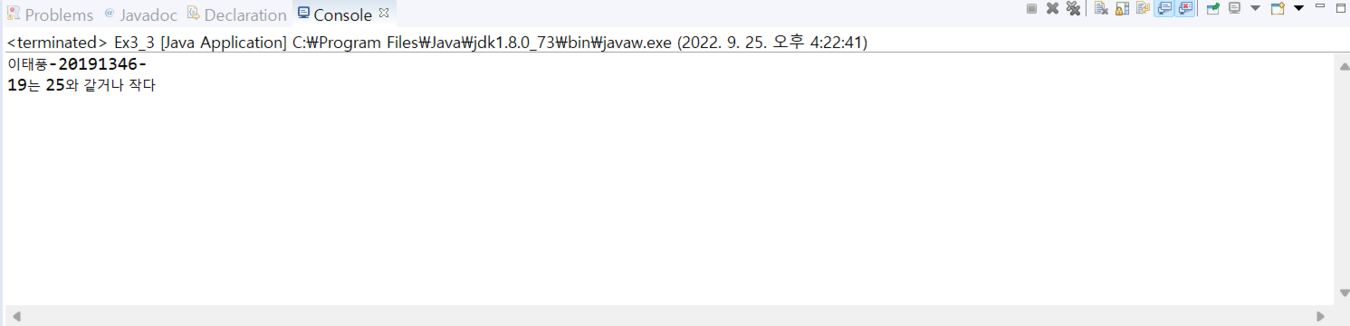 Problems Javadoc Declaration Console
<terminated> Ex3_3 [Java Application] C:₩Program Files₩Java₩jdk1.8.0_73₩bin₩javaw.exe (2022. 9. 25. 오후 4:22:41)
이태풍-20191346-
19는 25와 같거나 작다